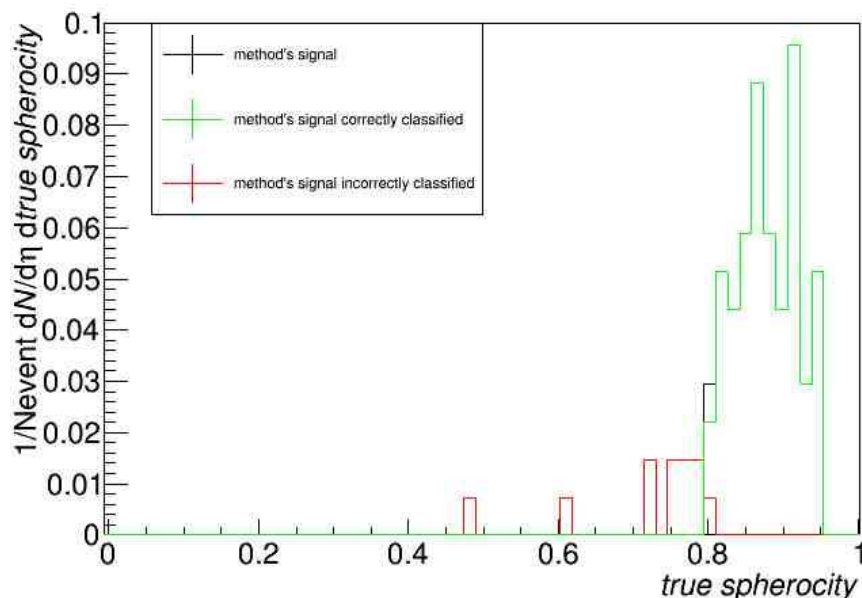 1/Nevent dN/dη dtrue spherocity
0.1
0.09
0.08
0.07
0.06
0.05
0.04
0.03
0.02
0.01
0
method's signal
method's signal correctly classified
method's signal incorrectly classified
0 0.2 0.4 0.6 0.8 1
true spherocity